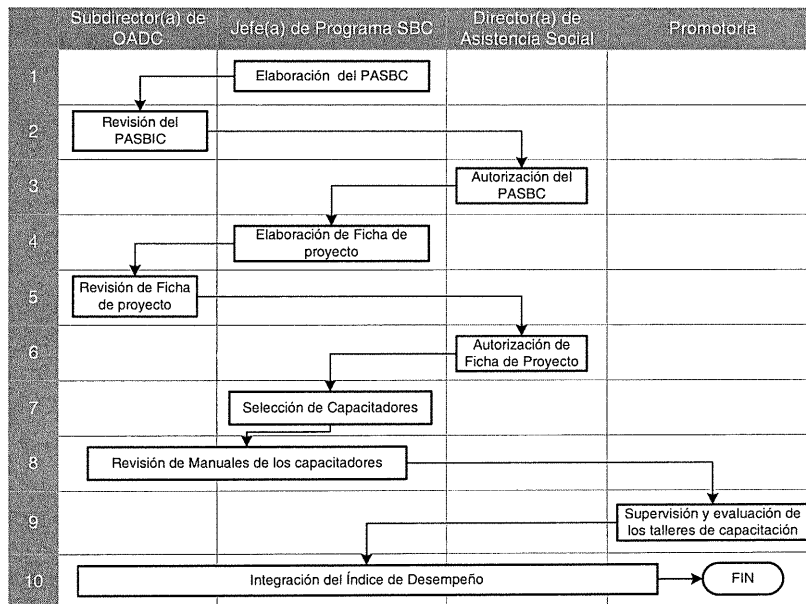 Subdirector(a) de
OADC
Jefe(a) de Programa SBC
Director(a) de
Asistencia Social
Promotoría
1
Elaboración del PASBC
2
Revisión del
PASBIC
3
Autorización del
PASBC
4
Elaboración de Ficha de
proyecto
5
Revisión de Ficha
de proyecto
6
Autorización de
Ficha de Proyecto
7
Selección de Capacitadores
8
Revisión de Manuales de los capacitadores
9
Supervisión y evaluación de
los talleres de capacitación
10
Integración del Índice de Desempeño
FIN